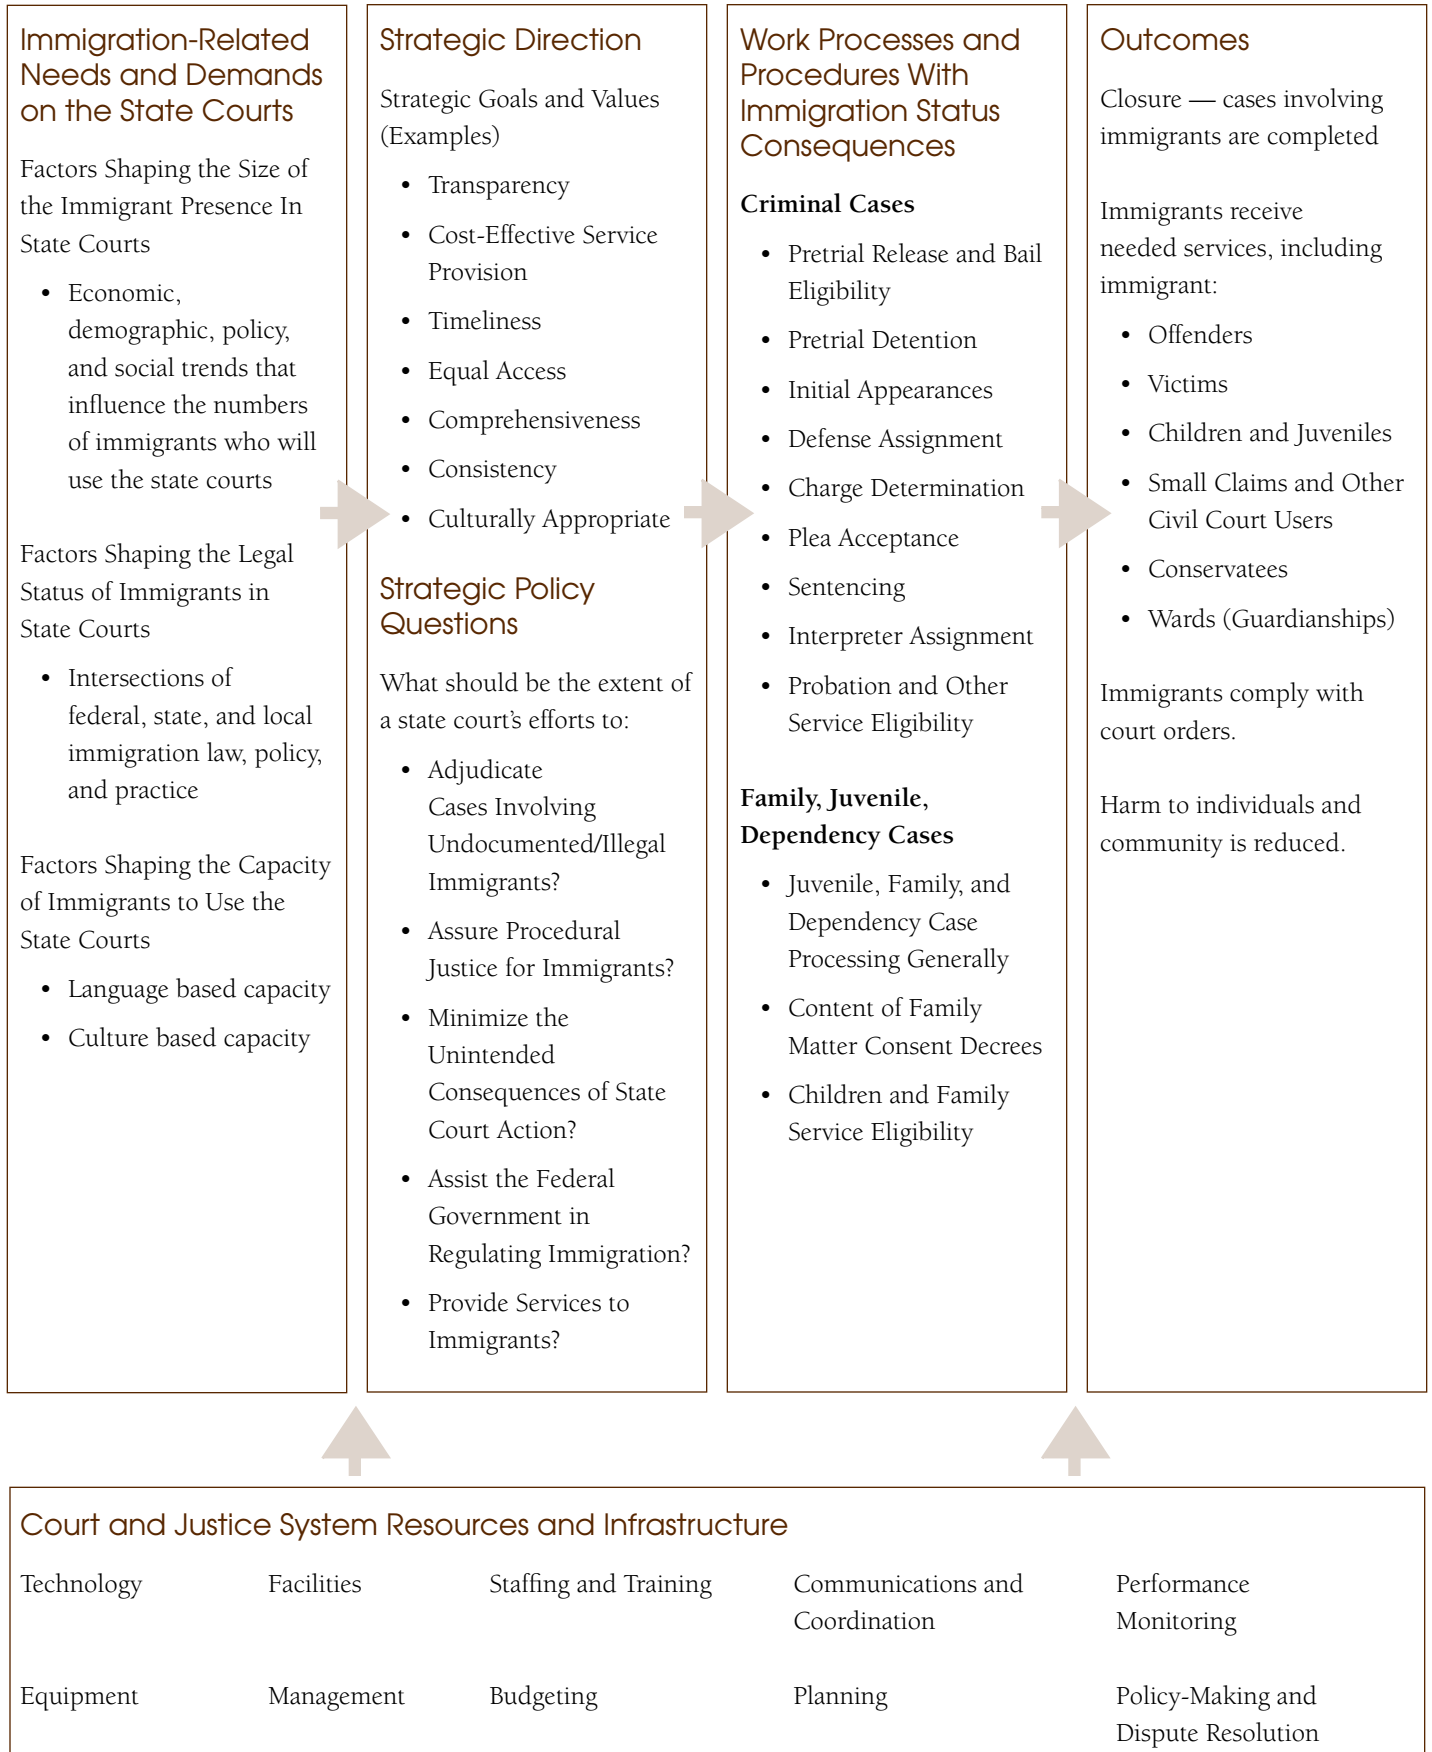 Immigration-Related
Needs and Demands
on the State Courts
Factors Shaping the Size of
the Immigrant Presence In
State Courts
• Economic,
demographic, policy,
and social trends that
influence the numbers
of immigrants who will
use the state courts
Factors Shaping the Legal
Status of Immigrants in
State Courts
• Intersections of
federal, state, and local
immigration law, policy,
and practice
Factors Shaping the Capacity
of Immigrants to Use the
State Courts
• Language based capacity
• Culture based capacity
Strategic Direction
Strategic Goals and Values
(Examples)
• Transparency
• Cost-Effective Service
Provision
• Timeliness
• Equal Access
• Comprehensiveness
• Consistency
• Culturally Appropriate
Strategic Policy
Questions
What should be the extent of
a state court's efforts to:
• Adjudicate
Cases Involving
Undocumented/Illegal
Immigrants?
• Assure Procedural
Justice for Immigrants?
• Minimize the
Unintended
Consequences of State
Court Action?
• Assist the Federal
Government in
Regulating Immigration?
• Provide Services to
Immigrants?
Work Processes and
Procedures With
Immigration Status
Consequences
Criminal Cases
• Pretrial Release and Bail
Eligibility
• Pretrial Detention
• Initial Appearances
• Defense Assignment
• Charge Determination
• Plea Acceptance
• Sentencing
• Interpreter Assignment
• Probation and Other
Service Eligibility
Family, Juvenile,
Dependency Cases
• Juvenile, Family, and
Dependency Case
Processing Generally
• Content of Family
Matter Consent Decrees
• Children and Family
Service Eligibility
Outcomes
Closure — cases involving
immigrants are completed
Immigrants receive
needed services, including
immigrant:
• Offenders
• Victims
• Children and Juveniles
• Small Claims and Other
Civil Court Users
• Conservatees
• Wards (Guardianships)
Immigrants comply with
court orders.
Harm to individuals and
community is reduced.
Court and Justice System Resources and Infrastructure
Technology Facilities Staffing and Training Communications and Performance
Coordination Monitoring
Equipment Management Budgeting Planning Policy-Making and
Dispute Resolution